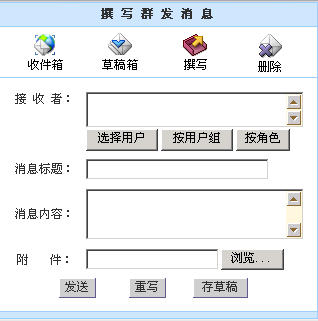 撰 写 群 发 消 息
收件箱 草稿箱 撰写 删除
接 收 者：
选择用户 按用户组 按角色
消息标题：
消息内容：
附 件： 浏览...
发送 重写 存草稿